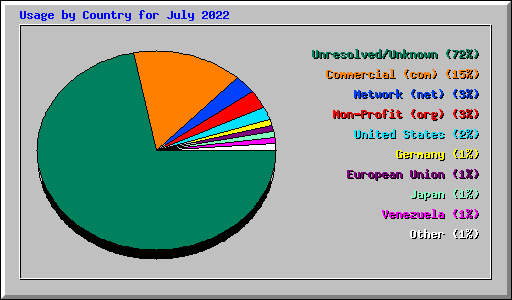 Usage by Country for July 2022
Unresolved/Unknown (72%)
Commercial (com) (15%)
Network (net) (3%)
Non-Profit (org) (3%)
United States (2%)
Germany (1%)
European Union (1%)
Japan (1%)
Venezuela (1%)
Other (1%)